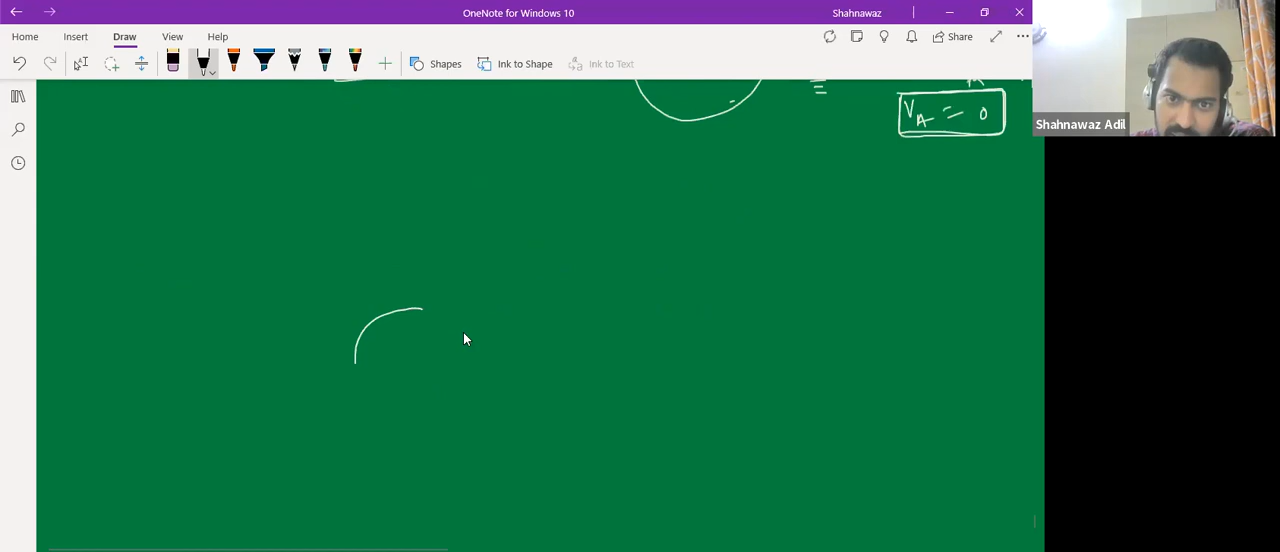 OneNote for Windows 10
Shahnawaz
Home Insert Draw View Help
Share
Shapes Ink to Shape Ink to Text
V_A = 0
Shahnawaz Adil